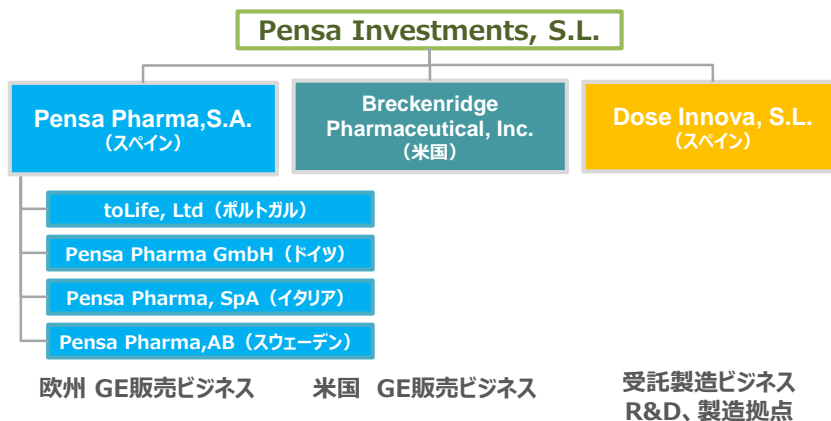 Pensa Investments, S.L.
Pensa Pharma,S.A.
（スペイン）
Breckenridge
Pharmaceutical, Inc.
（米国）
Dose Innova, S.L.
（スペイン）
toLife, Ltd（ポルトガル）
Pensa Pharma GmbH（ドイツ）
Pensa Pharma, SpA（イタリア）
Pensa Pharma,AB（スウェーデン）
欧州 GE販売ビジネス
米国 GE販売ビジネス
受託製造ビジネス
R&D、製造拠点